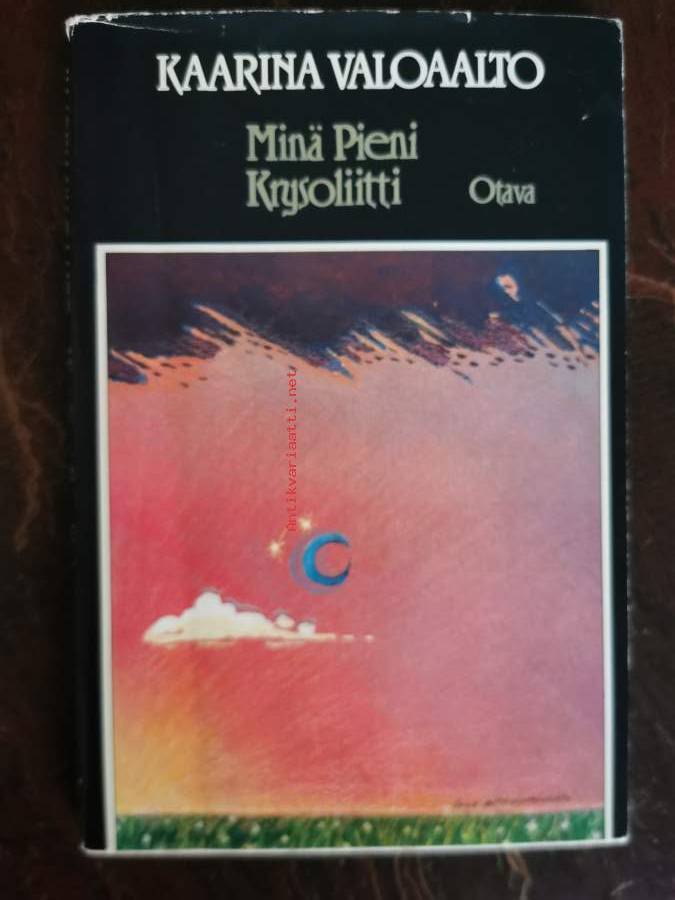 KAARINA VALOAALTO
Minä Pieni
Krysoliitti
Otava
Antikvariaatti.net